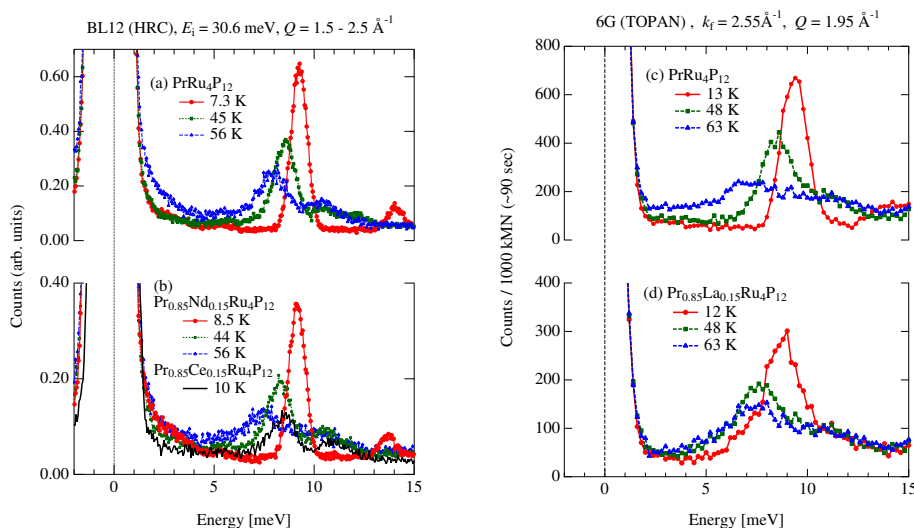 BL12 (HRC), Ei = 30.6 meV, Q = 1.5 - 2.5 Å⁻¹
Counts (arb. units)
0.60
0.40
0.20
0.00
(a) PrRu₄P₁₂
7.3 K
45 K
56 K
0.40
0.20
0.00
(b)
Pr₀.₈₅Nd₀.₁₅Ru₄P₁₂
8.5 K
44 K
56 K
Pr₀.₈₅Ce₀.₁₅Ru₄P₁₂
10 K
0 5 10 15
Energy [meV]
6G (TOPAN) , kf = 2.55Å⁻¹, Q = 1.95 Å⁻¹
Counts / 1000 kMN (~90 sec)
800
600
400
200
0
(c) PrRu₄P₁₂
13 K
48 K
63 K
400
300
200
100
0
(d) Pr₀.₈₅La₀.₁₅Ru₄P₁₂
12 K
48 K
63 K
0 5 10 15
Energy [meV]